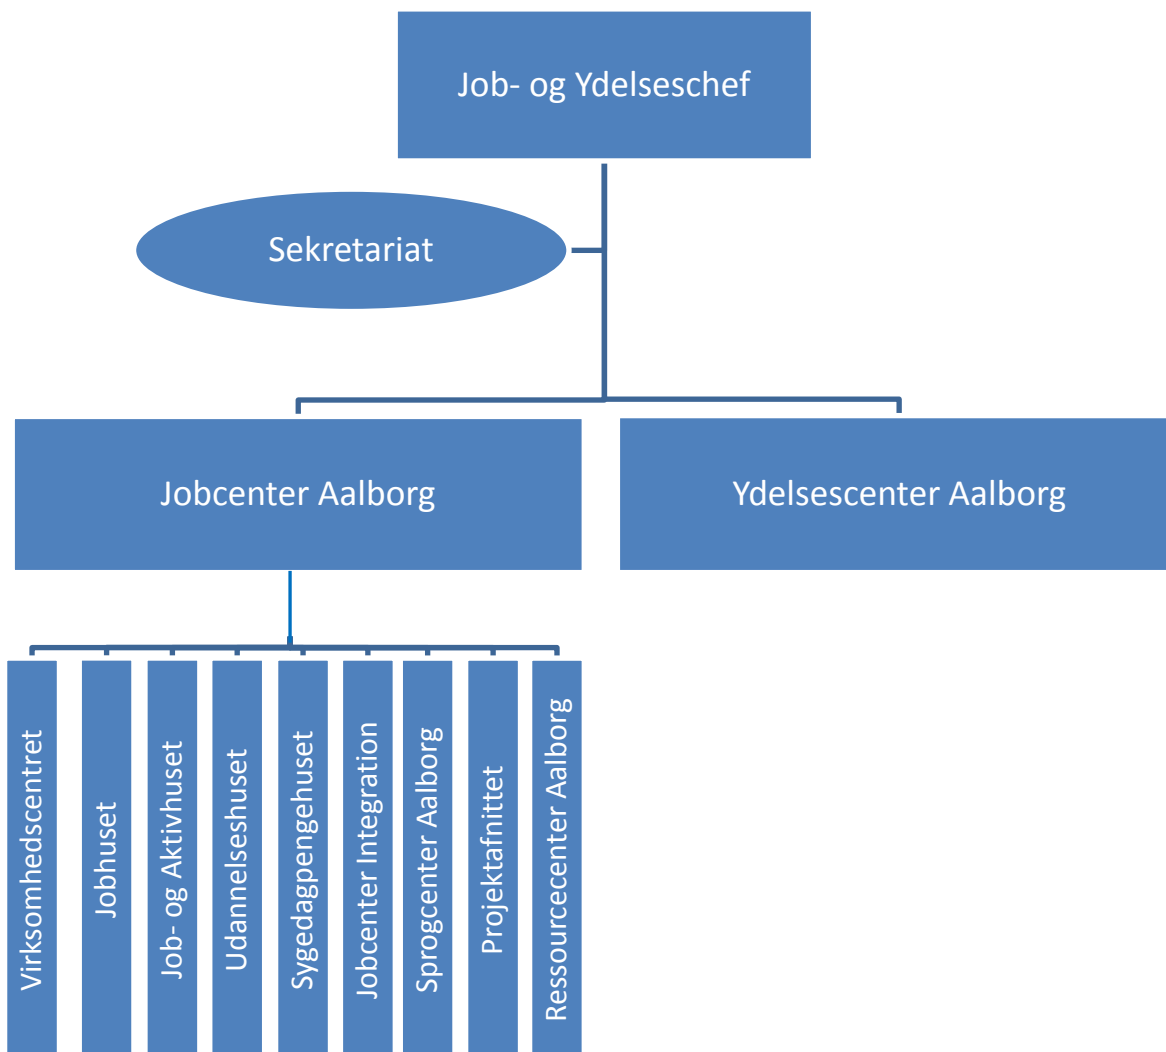 Job- og Ydelseschef
Sekretariat
Jobcenter Aalborg
Ydelsescenter Aalborg
Virksomhedscentret
Jobhuset
Job- og Aktivhuset
Udannelseshuset
Sygedagpengehuset
Jobcenter Integration
Sprogcenter Aalborg
Projektafnittet
Ressourcecenter Aalborg